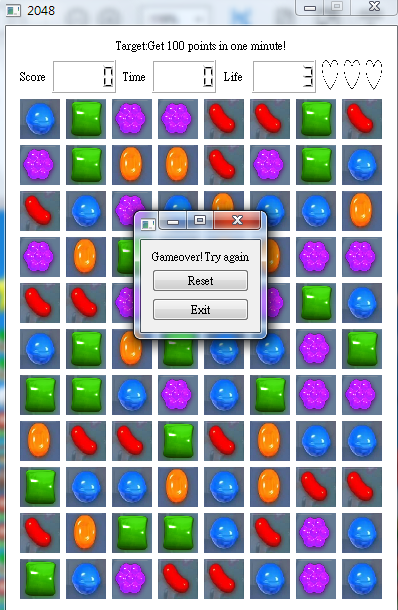 2048
Target:Get 100 points in one minute!
Score 0 Time 0 Life 3
Gameover! Try again
Reset
Exit